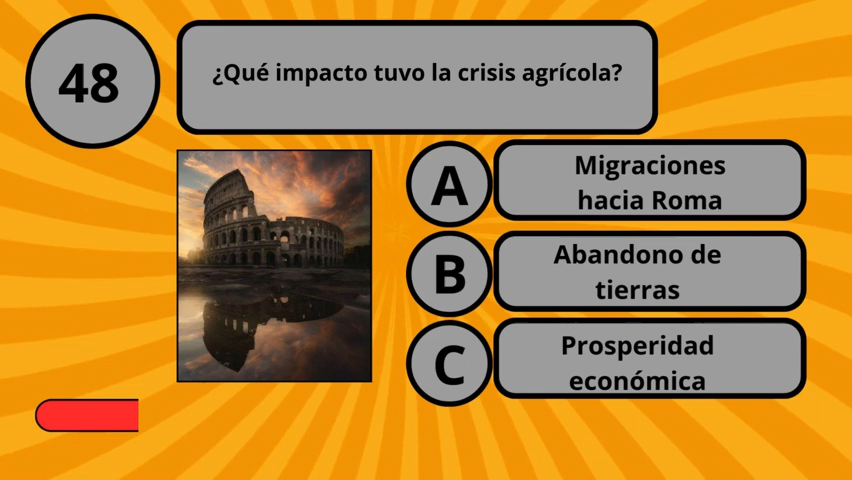 48
¿Qué impacto tuvo la crisis agrícola?
A
Migraciones
hacia Roma
B
Abandono de
tierras
C
Prosperidad
económica